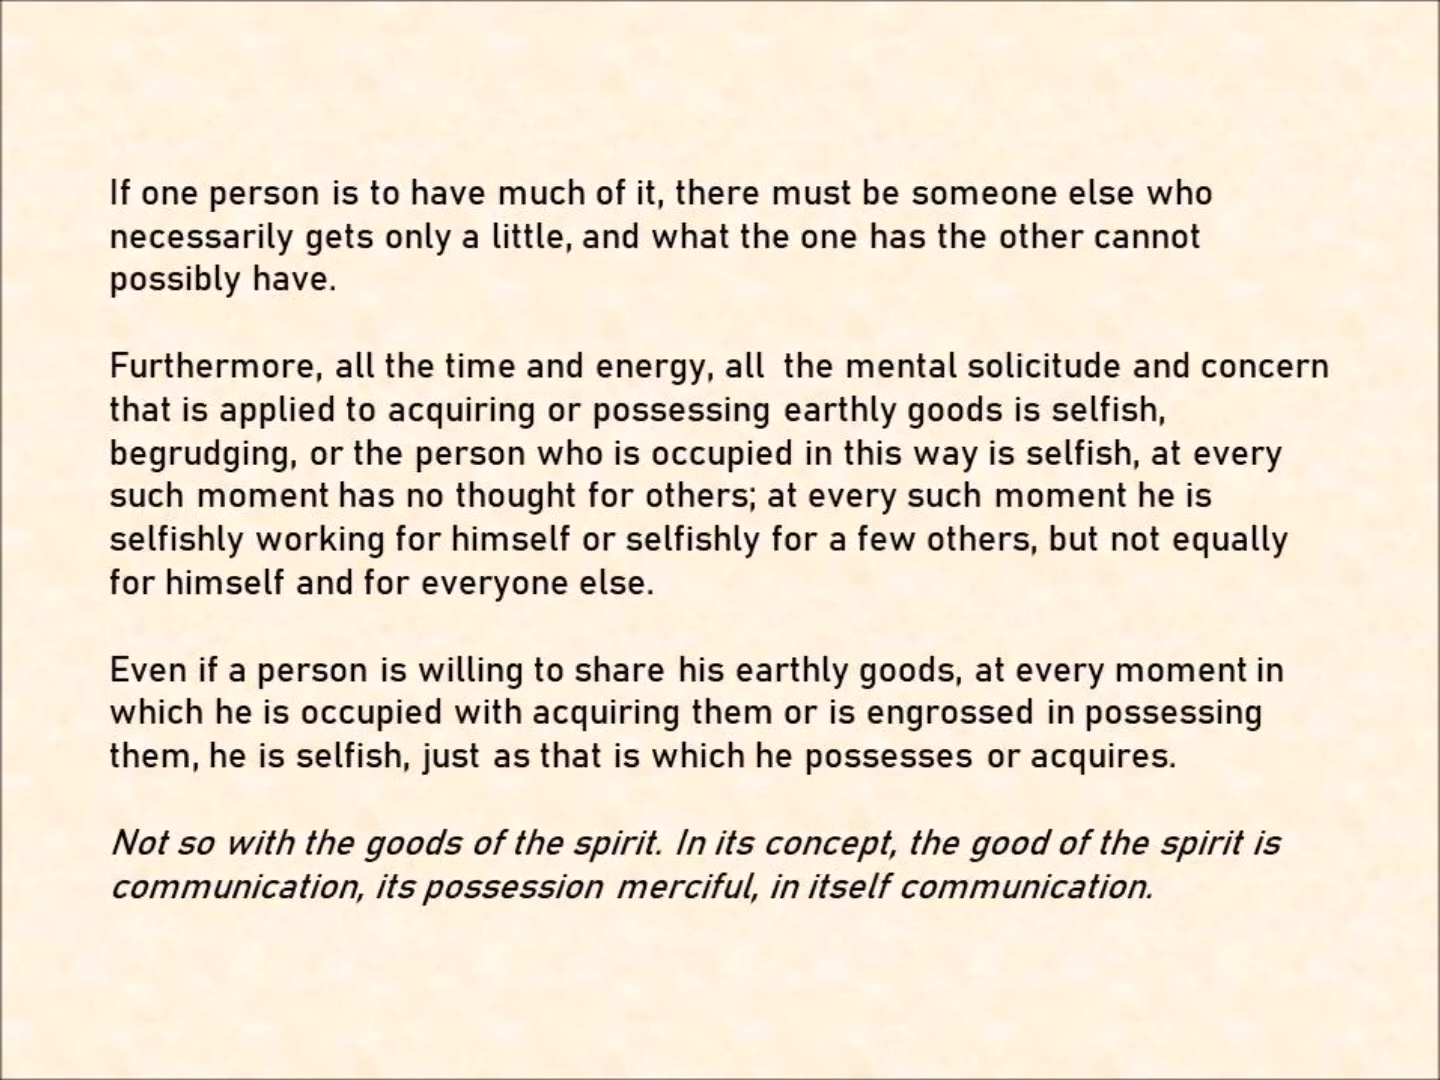 If one person is to have much of it, there must be someone else who
necessarily gets only a little, and what the one has the other cannot
possibly have.
Furthermore, all the time and energy, all  the mental solicitude and concern
that is applied to acquiring or possessing earthly goods is selfish,
begrudging, or the person who is occupied in this way is selfish, at every
such moment has no thought for others; at every such moment he is
selfishly working for himself or selfishly for a few others, but not equally
for himself and for everyone else.
Even if a person is willing to share his earthly goods, at every moment in
which he is occupied with acquiring them or is engrossed in possessing
them, he is selfish, just as that is which he possesses or acquires.
Not so with the goods of the spirit. In its concept, the good of the spirit is
communication, its possession merciful, in itself communication.